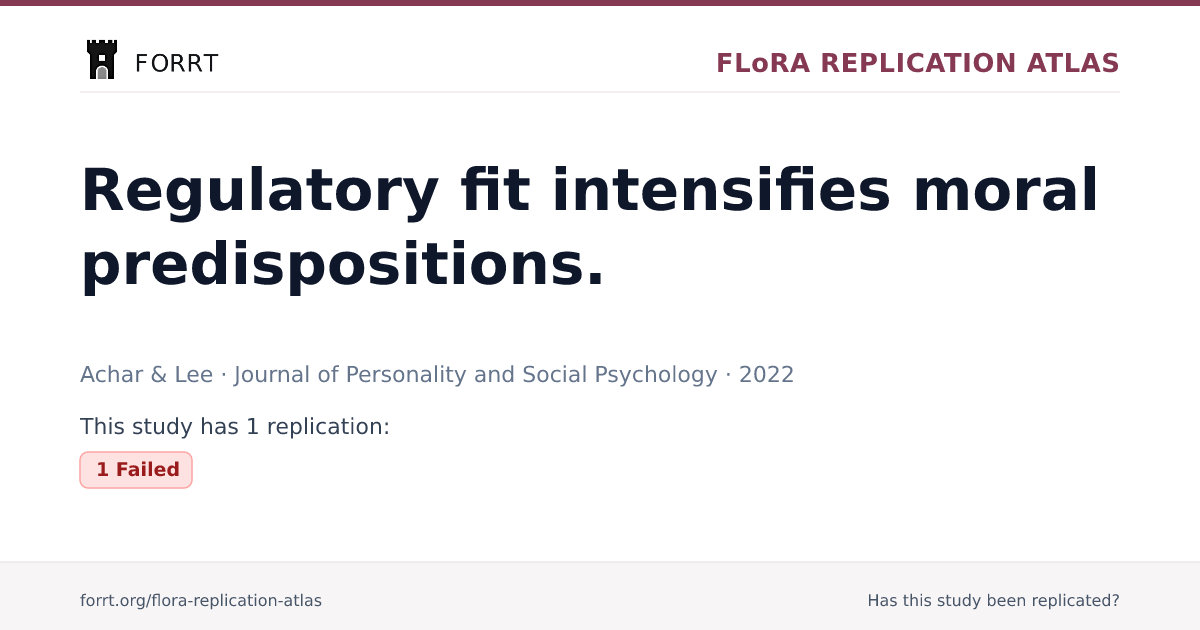 FORRT
FLoRA REPLICATION ATLAS
Regulatory fit intensifies moral
predispositions.
Achar & Lee · Journal of Personality and Social Psychology · 2022
This study has 1 replication:
1 Failed
forrt.org/flora-replication-atlas
Has this study been replicated?